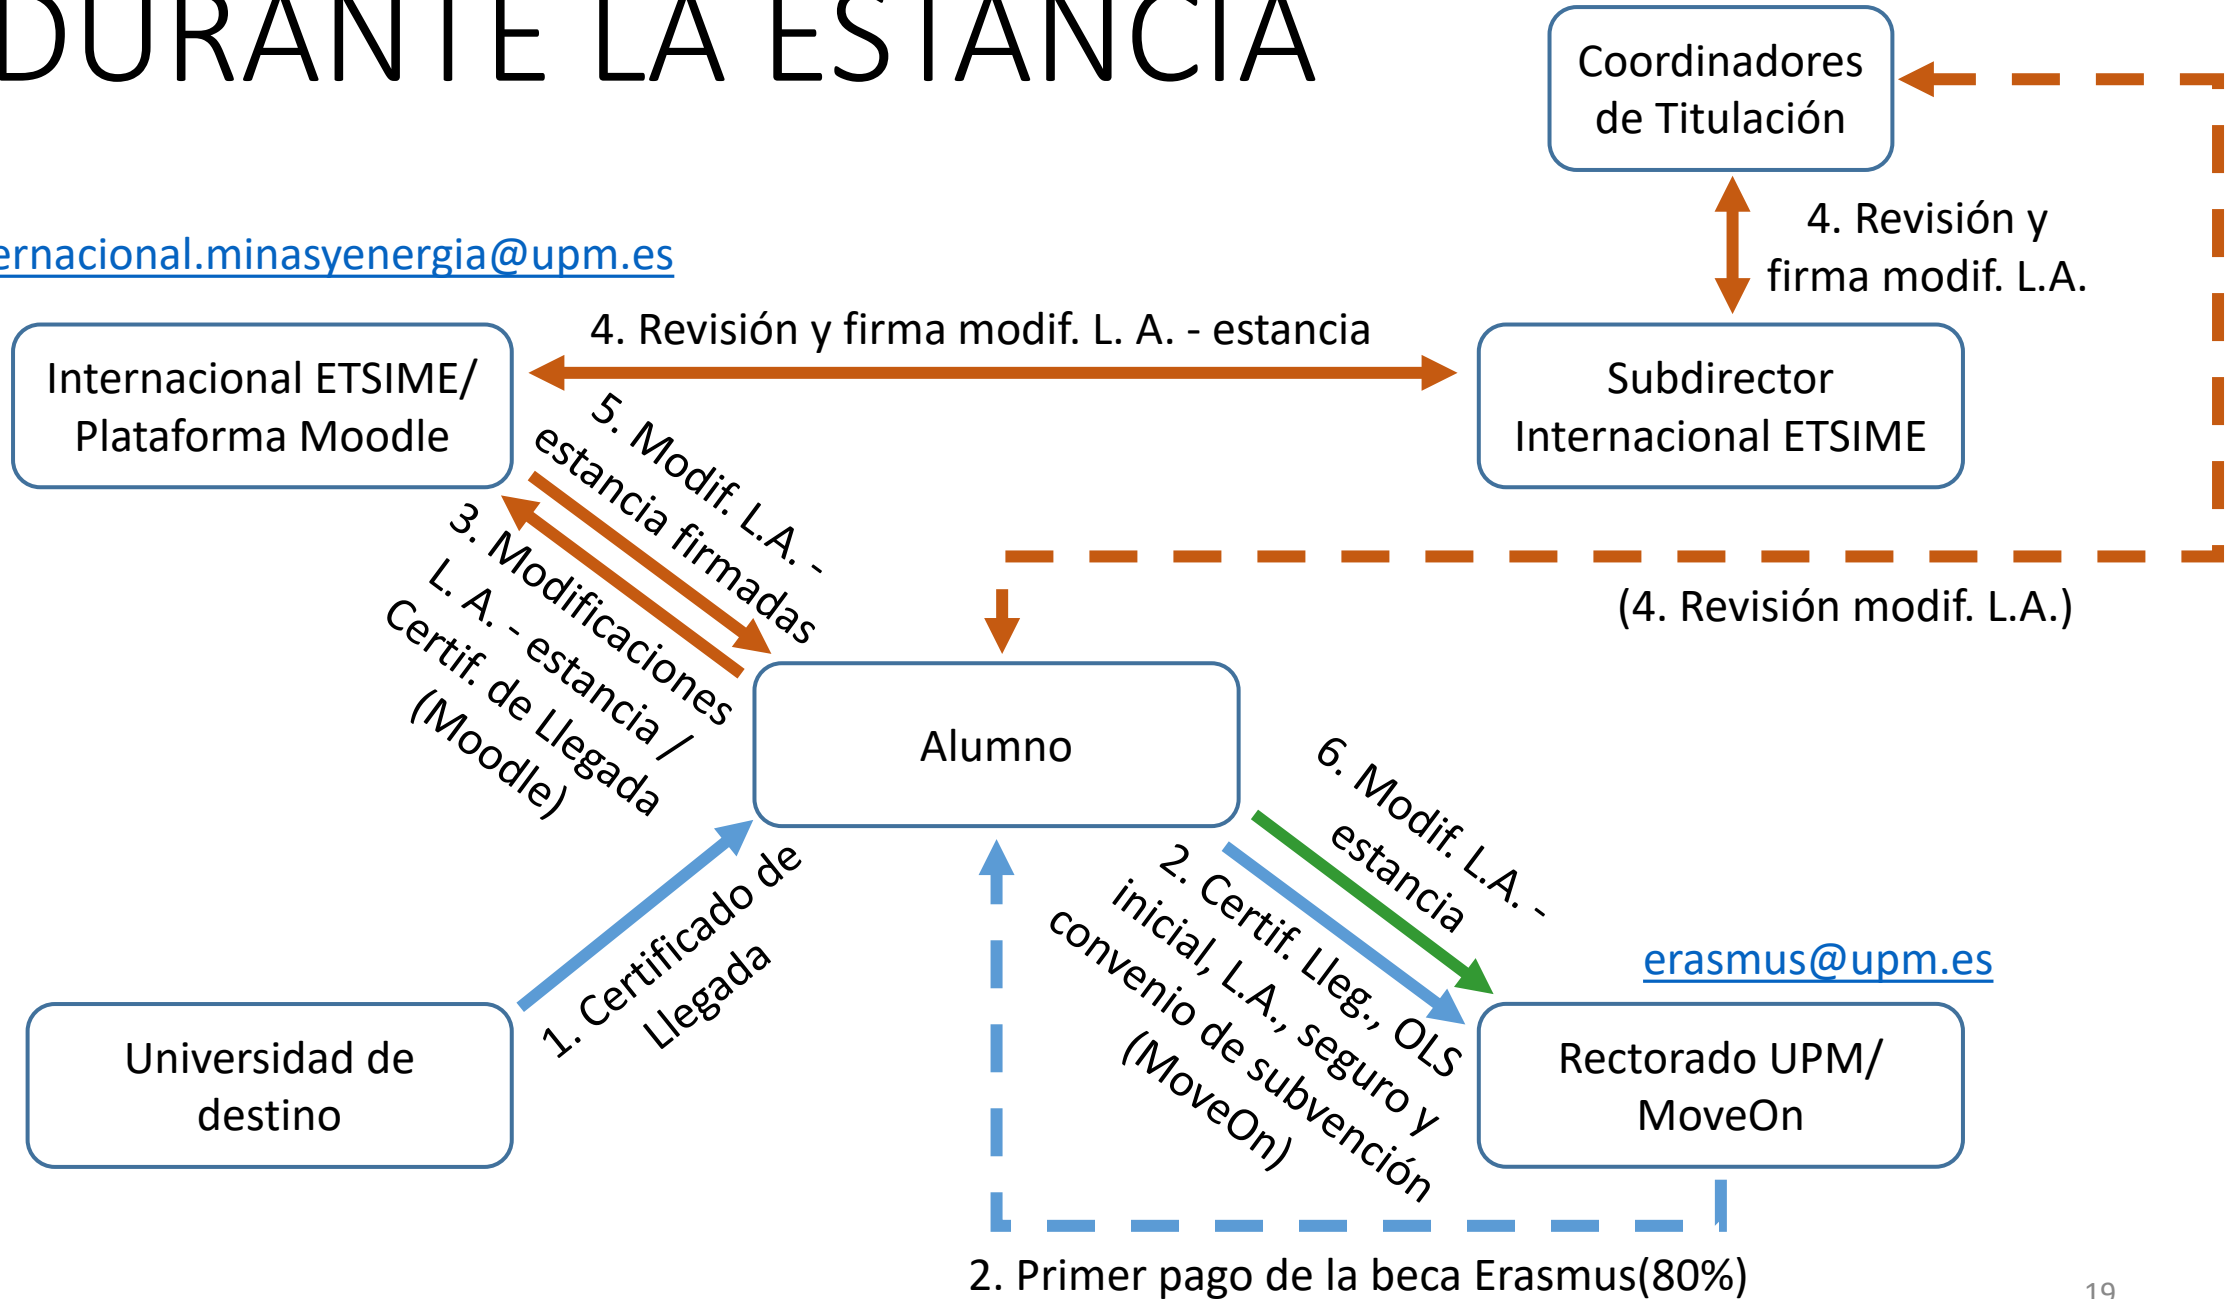 DURANTE LA ESTANCIA
Coordinadores
de Titulación
4. Revisión y
firma modif. L.A.
ernacional.minasyenergia@upm.es
4. Revisión y firma modif. L. A. - estancia
Internacional ETSIME/
Plataforma Moodle
Subdirector
Internacional ETSIME
5. Modif. L.A. -
estancia firmadas
3. Modificaciones
L. A. - estancia /
Certif. de Llegada
(Moodle)
(4. Revisión modif. L.A.)
Alumno
6. Modif. L.A. -
estancia
2. Certif. Lleg., OLS
inicial, L.A., seguro y
convenio de subvención
(MoveOn)
1. Certificado de
Llegada
erasmus@upm.es
Universidad de
destino
Rectorado UPM/
MoveOn
2. Primer pago de la beca Erasmus(80%)
19